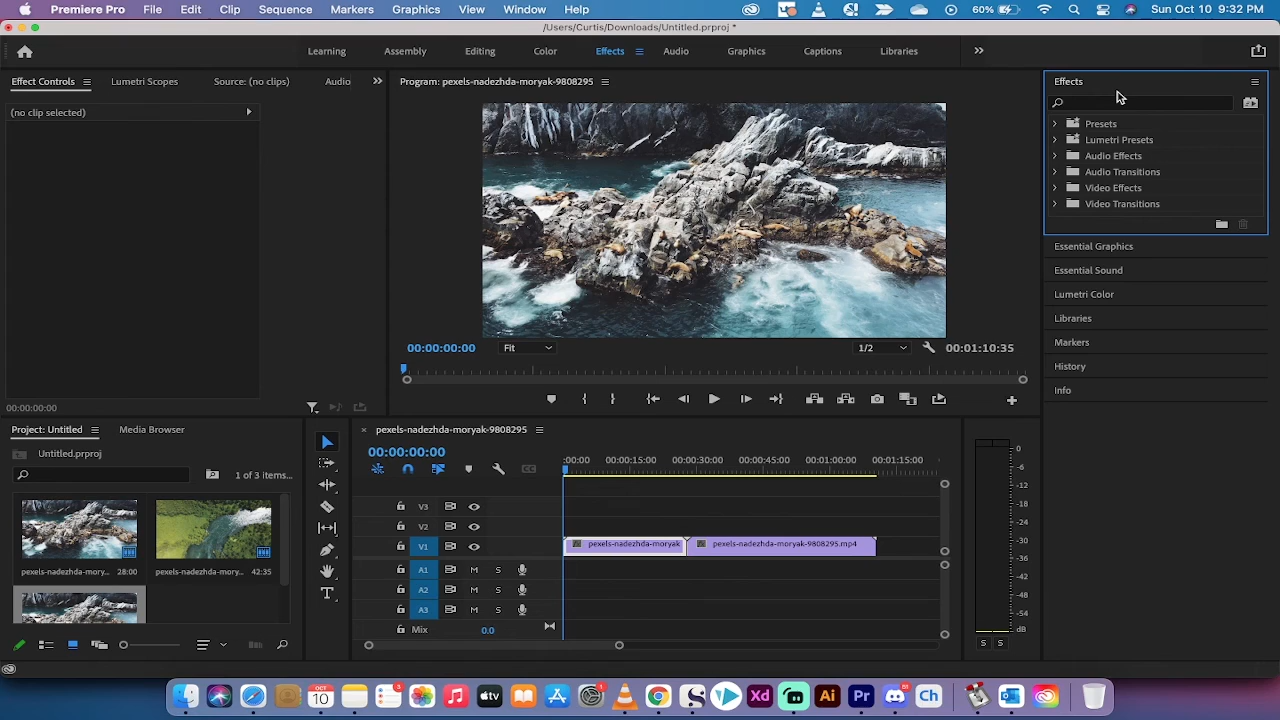 Premiere Pro File Edit Clip Sequence Markers Graphics View Window Help 60% Sun Oct 10 9:32 PM
/Users/Curtis/Downloads/Untitled.prproj *
Learning Assembly Editing Color Effects Audio Graphics Captions Libraries
Effect Controls Lumetri Scopes Source: (no clips) Audio
(no clip selected)
00:00:00:00
Program: pexels-nadezhda-moryak-9808295
00:00:00:00 Fit 1/2 00:01:10:35
Effects
Presets
Lumetri Presets
Audio Effects
Audio Transitions
Video Effects
Video Transitions
Essential Graphics
Essential Sound
Lumetri Color
Libraries
Markers
History
Info
Project: Untitled Media Browser
Untitled.prproj
1 of 3 items...
pexels-nadezhda-mory... 28:00 pexels-nadezhda-mory... 42:35
× pexels-nadezhda-moryak-9808295
00:00:00:00
:00:00 00:00:15:00 00:00:30:00 00:00:45:00 00:01:00:00 00:01:15:00
V3
V2
V1 pexels-nadezhda-moryak pexels-nadezhda-moryak-9808295.mp4
A1 M S
A2 M S
A3 M S
Mix 0.0
0
-6
-12
-18
-24
-30
-36
-42
-48
-54
dB
S S
OCT
10
Xd Ai Pr Ch